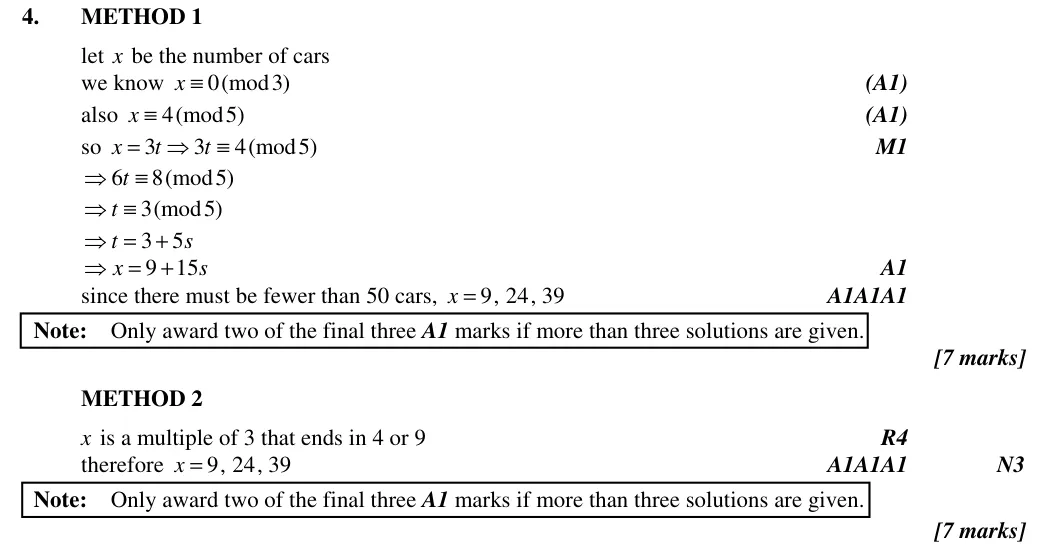 4. METHOD 1
let x be the number of cars
we know x ≡ 0(mod 3) (A1)
also x ≡ 4(mod 5) (A1)
so x = 3t ⇒ 3t ≡ 4(mod 5) M1
⇒ 6t ≡ 8(mod 5)
⇒ t ≡ 3(mod 5)
⇒ t = 3 + 5s
⇒ x = 9 + 15s A1
since there must be fewer than 50 cars, x = 9, 24, 39 A1A1A1
Note: Only award two of the final three A1 marks if more than three solutions are given.
[7 marks]
METHOD 2
x is a multiple of 3 that ends in 4 or 9 R4
therefore x = 9, 24, 39 A1A1A1 N3
Note: Only award two of the final three A1 marks if more than three solutions are given.
[7 marks]